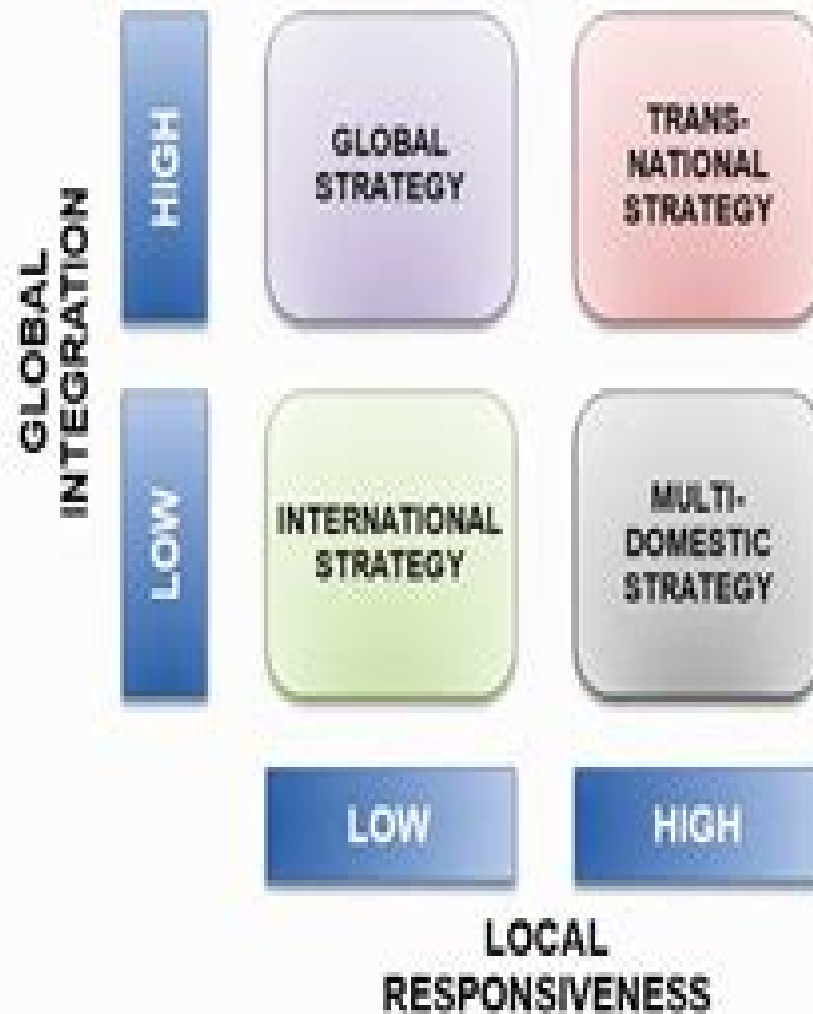 GLOBAL
INTEGRATION
HIGH
GLOBAL
STRATEGY
TRANS-
NATIONAL
STRATEGY
LOW
INTERNATIONAL
STRATEGY
MULTI-
DOMESTIC
STRATEGY
LOW
HIGH
LOCAL
RESPONSIVENESS